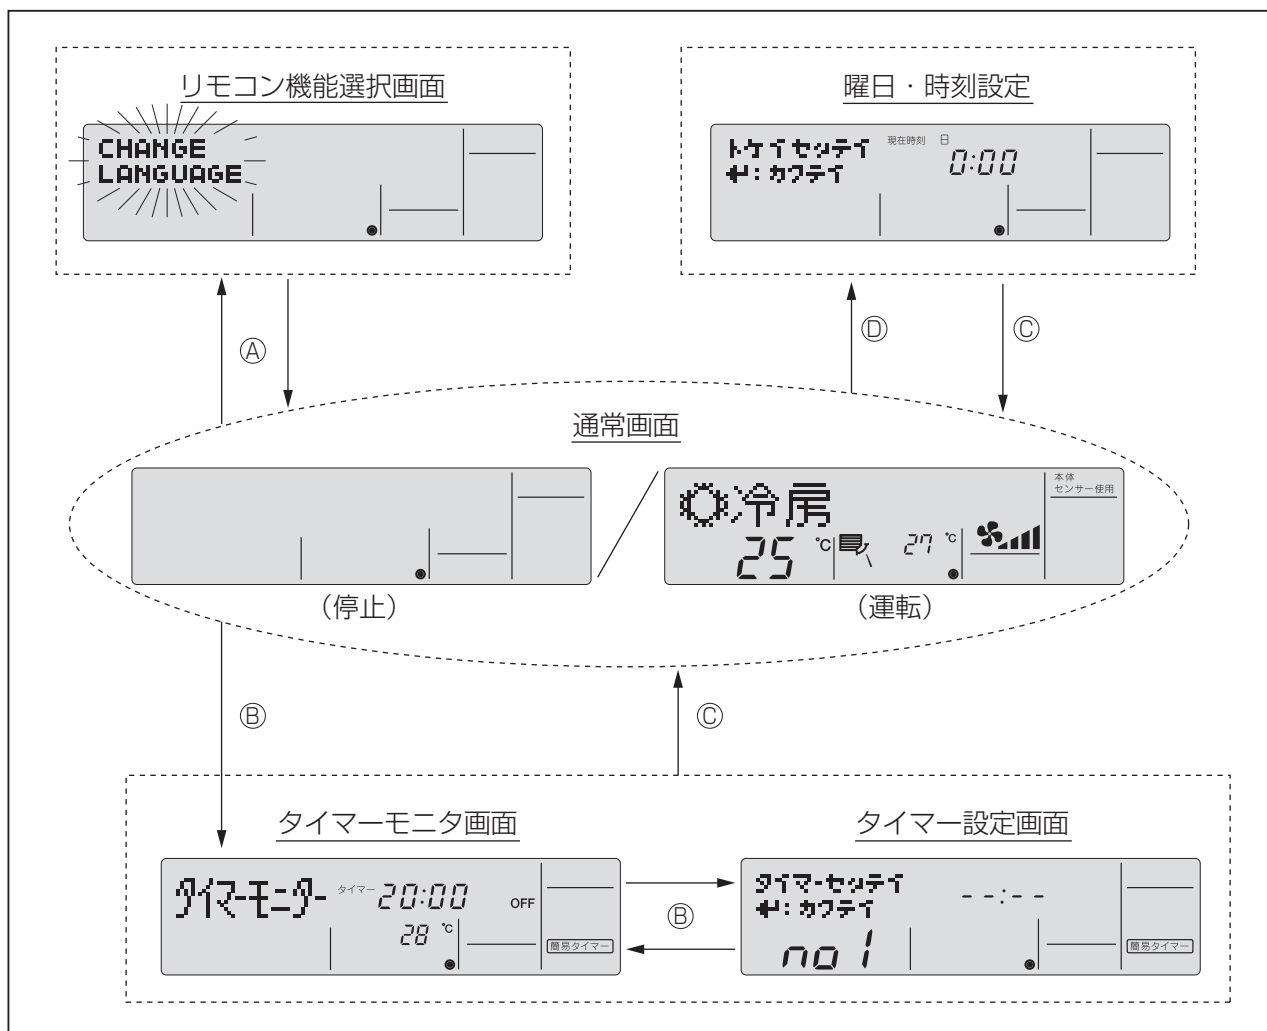 リモコン機能選択画面
CHANGE
LANGUAGE
曜日・時刻設定
トケイセッテイ
現在時刻 日
0:00
↵:カクテイ
Ⓐ
Ⓓ
Ⓒ
通常画面
(停止)
冷房
25 ℃
27 ℃
本体
センサー使用
(運転)
Ⓑ
Ⓒ
タイマーモニタ画面
タイマーモニター
タイマー 20:00 OFF
28 ℃
簡易タイマー
Ⓑ
タイマー設定画面
タイマーセッテイ
--:--
↵:カクテイ
no 1
簡易タイマー